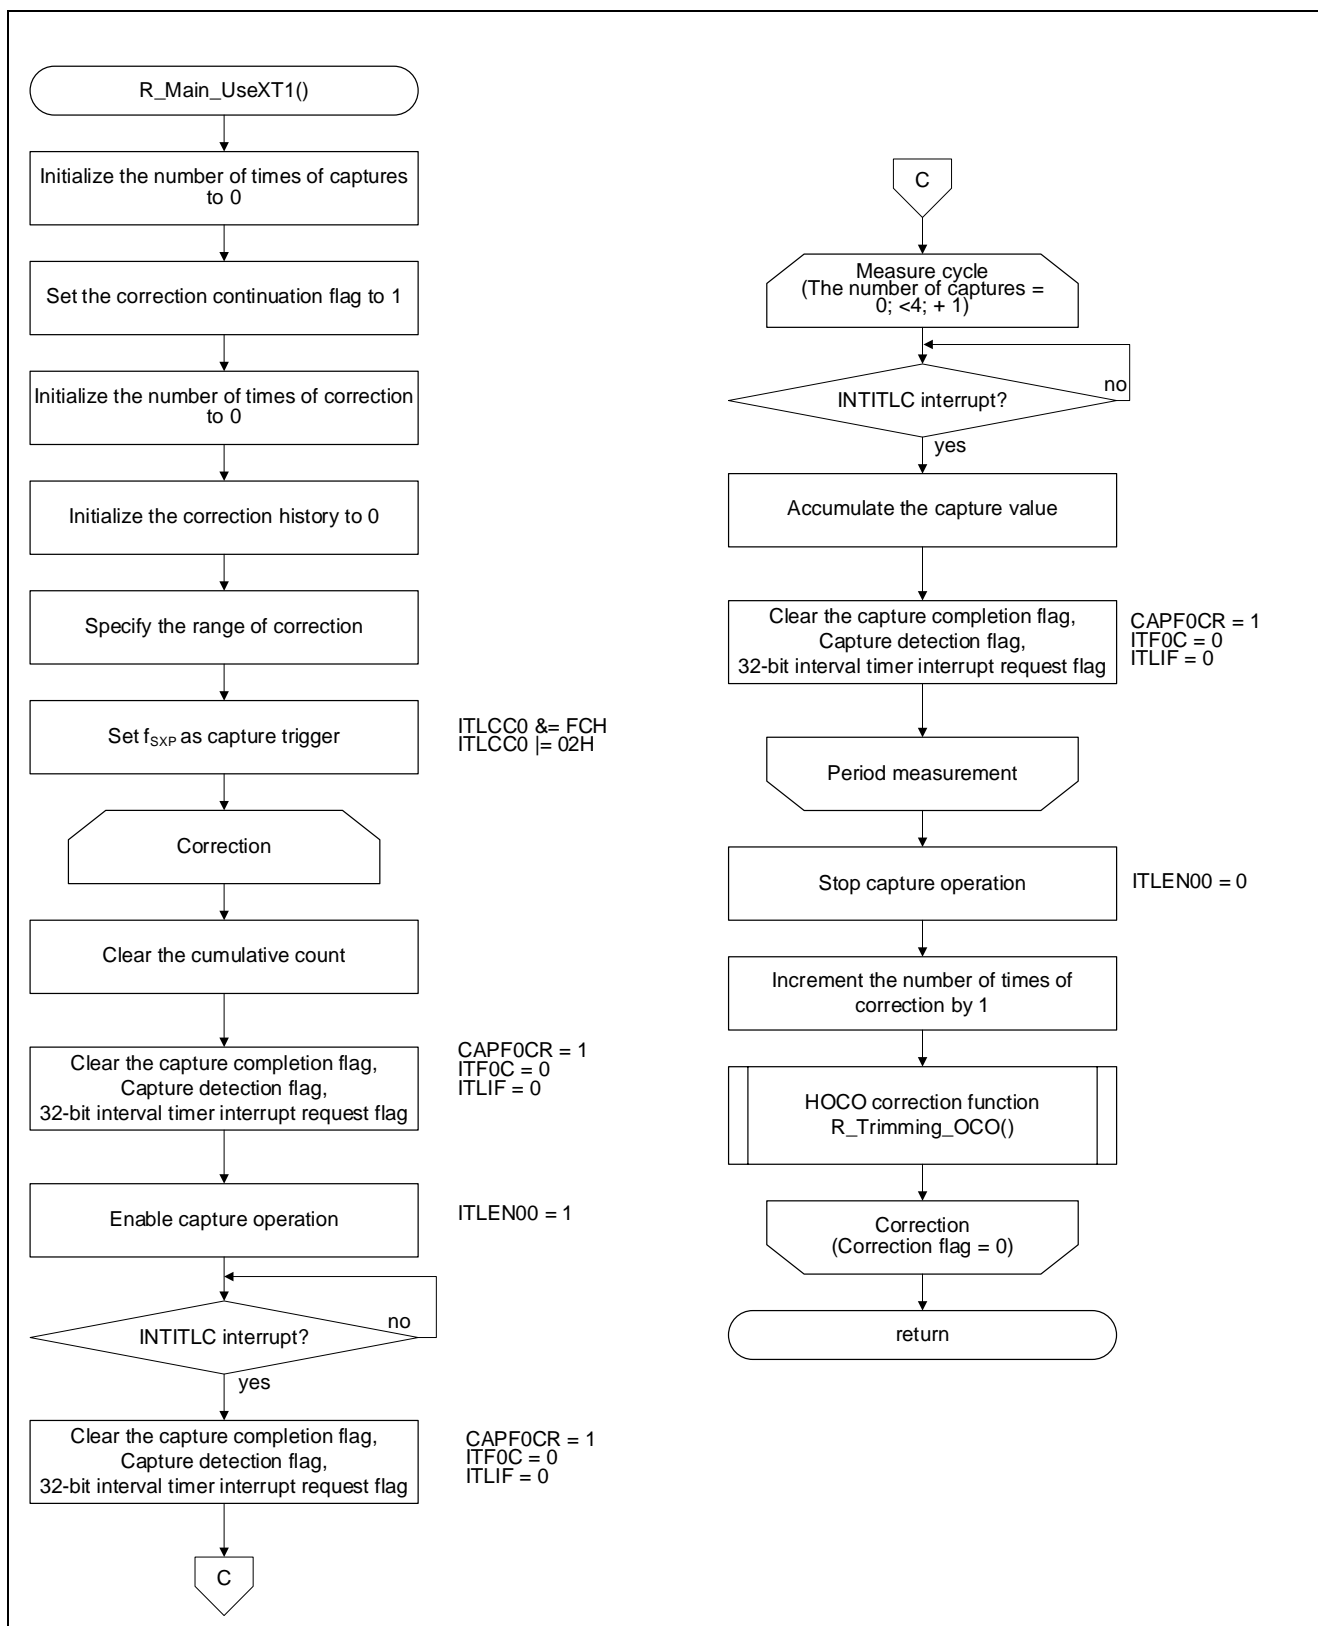 R_Main_UseXT1()
Initialize the number of times of captures
to 0
Set the correction continuation flag to 1
Initialize the number of times of correction
to 0
Initialize the correction history to 0
Specify the range of correction
Set fSXP as capture trigger
ITLCC0 &= FCH
ITLCC0 |= 02H
Correction
Clear the cumulative count
Clear the capture completion flag,
Capture detection flag,
32-bit interval timer interrupt request flag
CAPF0CR = 1
ITF0C = 0
ITLIF = 0
Enable capture operation
ITLEN00 = 1
INTITLC interrupt?
no
yes
Clear the capture completion flag,
Capture detection flag,
32-bit interval timer interrupt request flag
CAPF0CR = 1
ITF0C = 0
ITLIF = 0
C
C
Measure cycle
(The number of captures =
0; <4; + 1)
INTITLC interrupt?
no
yes
Accumulate the capture value
Clear the capture completion flag,
Capture detection flag,
32-bit interval timer interrupt request flag
CAPF0CR = 1
ITF0C = 0
ITLIF = 0
Period measurement
Stop capture operation
ITLEN00 = 0
Increment the number of times of
correction by 1
HOCO correction function
R_Trimming_OCO()
Correction
(Correction flag = 0)
return